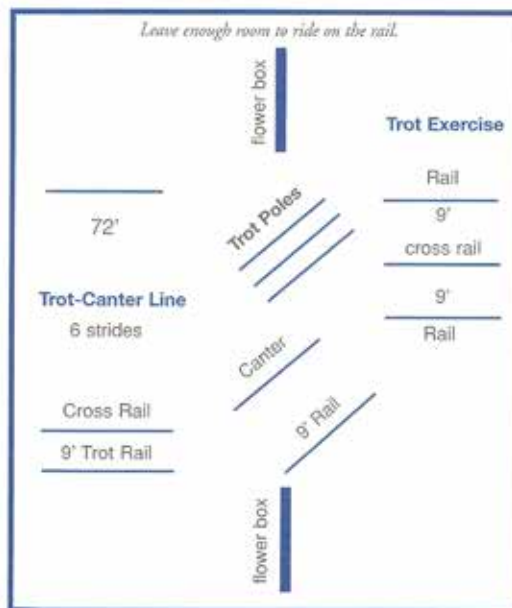 Leave enough room to ride on the rail.
flower box
Trot Exercise
Rail
9'
cross rail
9'
Rail
Trot Poles
72'
Trot-Canter Line
6 strides
Canter
Cross Rail
9' Trot Rail
9' Rail
flower box